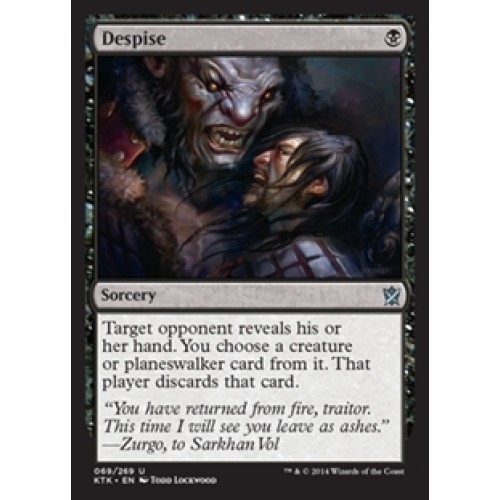 Despise
Sorcery
Target opponent reveals his or
her hand. You choose a creature
or planeswalker card from it. That
player discards that card.
“You have returned from fire, traitor.
This time I will see you leave as ashes.”
—Zurgo, to Sarkhan Vol
069/269 U
KTK • EN Todd Lockwood
™ & © 2014 Wizards of the Coast